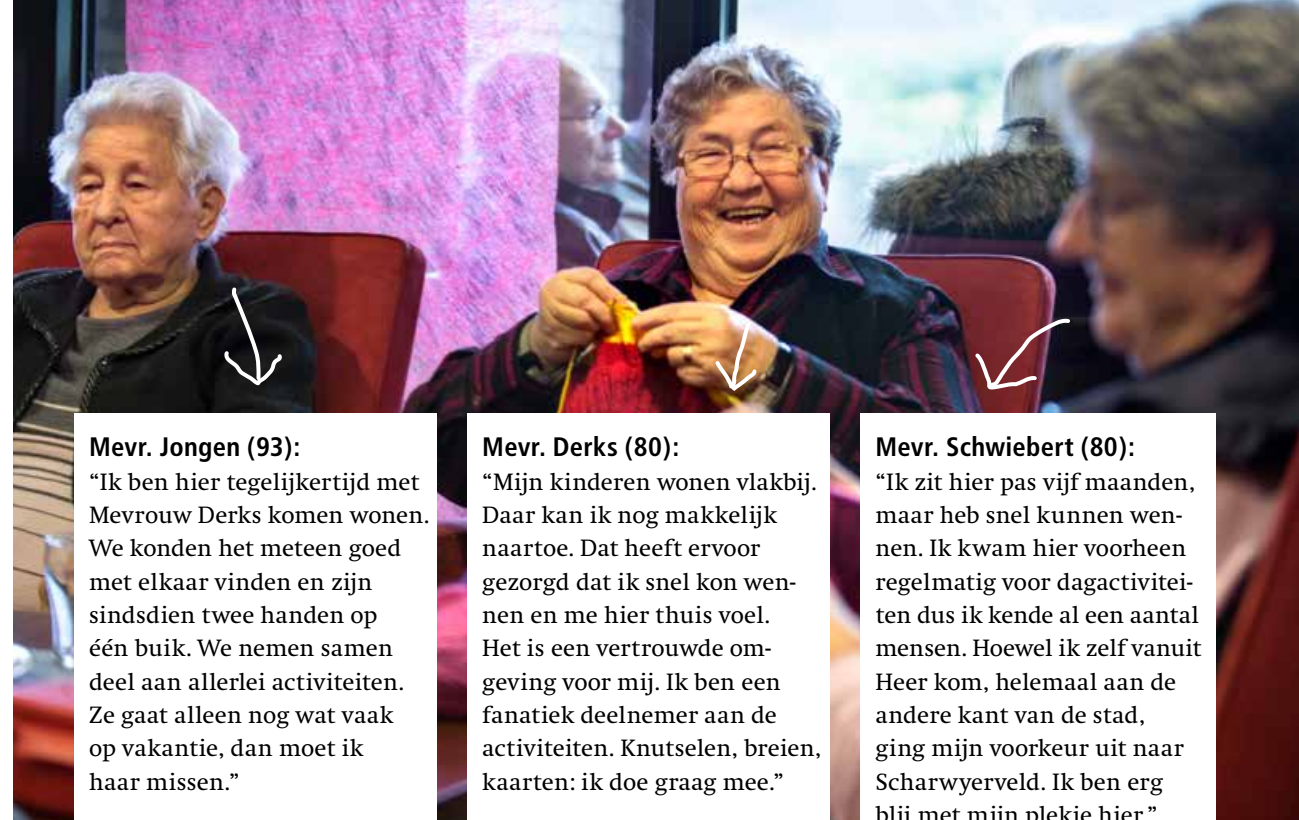 Mevr. Jongen (93):
“Ik ben hier tegelijkertijd met
Mevrouw Derks komen wonen.
We konden het meteen goed
met elkaar vinden en zijn
sindsdien twee handen op
één buik. We nemen samen
deel aan allerlei activiteiten.
Ze gaat alleen nog wat vaak
op vakantie, dan moet ik
haar missen.”
Mevr. Derks (80):
“Mijn kinderen wonen vlakbij.
Daar kan ik nog makkelijk
naartoe. Dat heeft ervoor
gezorgd dat ik snel kon wen-
nen en me hier thuis voel.
Het is een vertrouwde om-
geving voor mij. Ik ben een
fanatiek deelnemer aan de
activiteiten. Knutselen, breien,
kaarten: ik doe graag mee.”
Mevr. Schwiebert (80):
“Ik zit hier pas vijf maanden,
maar heb snel kunnen wen-
nen. Ik kwam hier voorheen
regelmatig voor dagactivitei-
ten dus ik kende al een aantal
mensen. Hoewel ik zelf vanuit
Heer kom, helemaal aan de
andere kant van de stad,
ging mijn voorkeur uit naar
Scharwyerveld. Ik ben erg
blij met mijn plekje hier.”